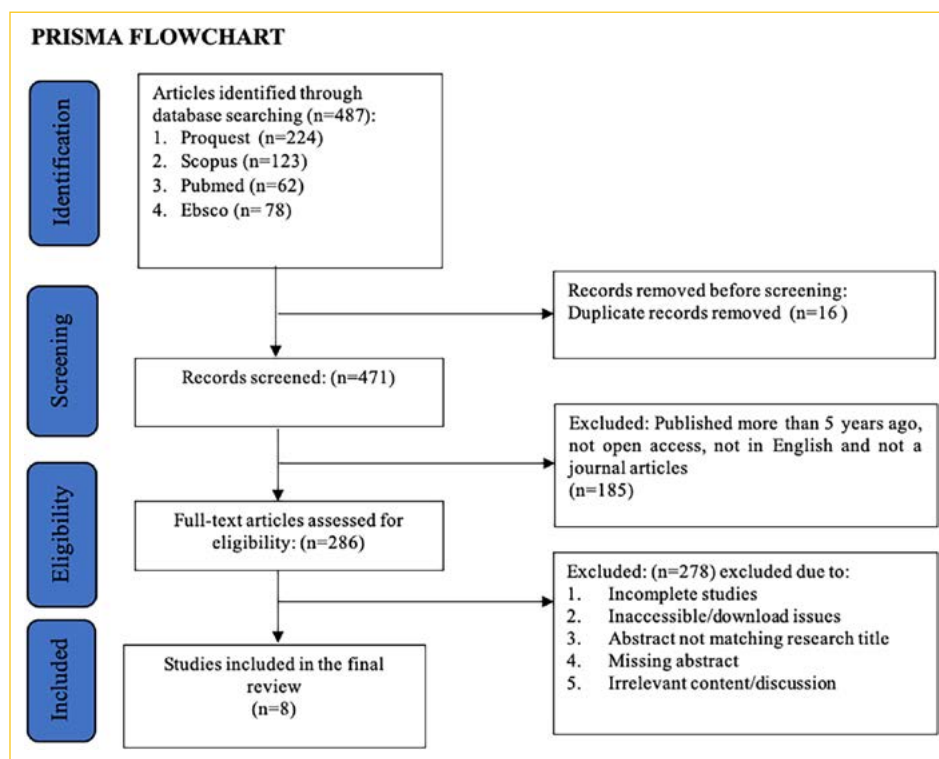 PRISMA FLOWCHART
Identification
Articles identified through
database searching (n=487):
1. Proquest (n=224)
2. Scopus (n=123)
3. Pubmed (n=62)
4. Ebsco (n= 78)
Records removed before screening:
Duplicate records removed (n=16 )
Screening
Records screened: (n=471)
Excluded: Published more than 5 years ago,
not open access, not in English and not a
journal articles
(n=185)
Eligibility
Full-text articles assessed for
eligibility: (n=286)
Excluded: (n=278) excluded due to:
1. Incomplete studies
2. Inaccessible/download issues
3. Abstract not matching research title
4. Missing abstract
5. Irrelevant content/discussion
Included
Studies included in the final
review
(n=8)